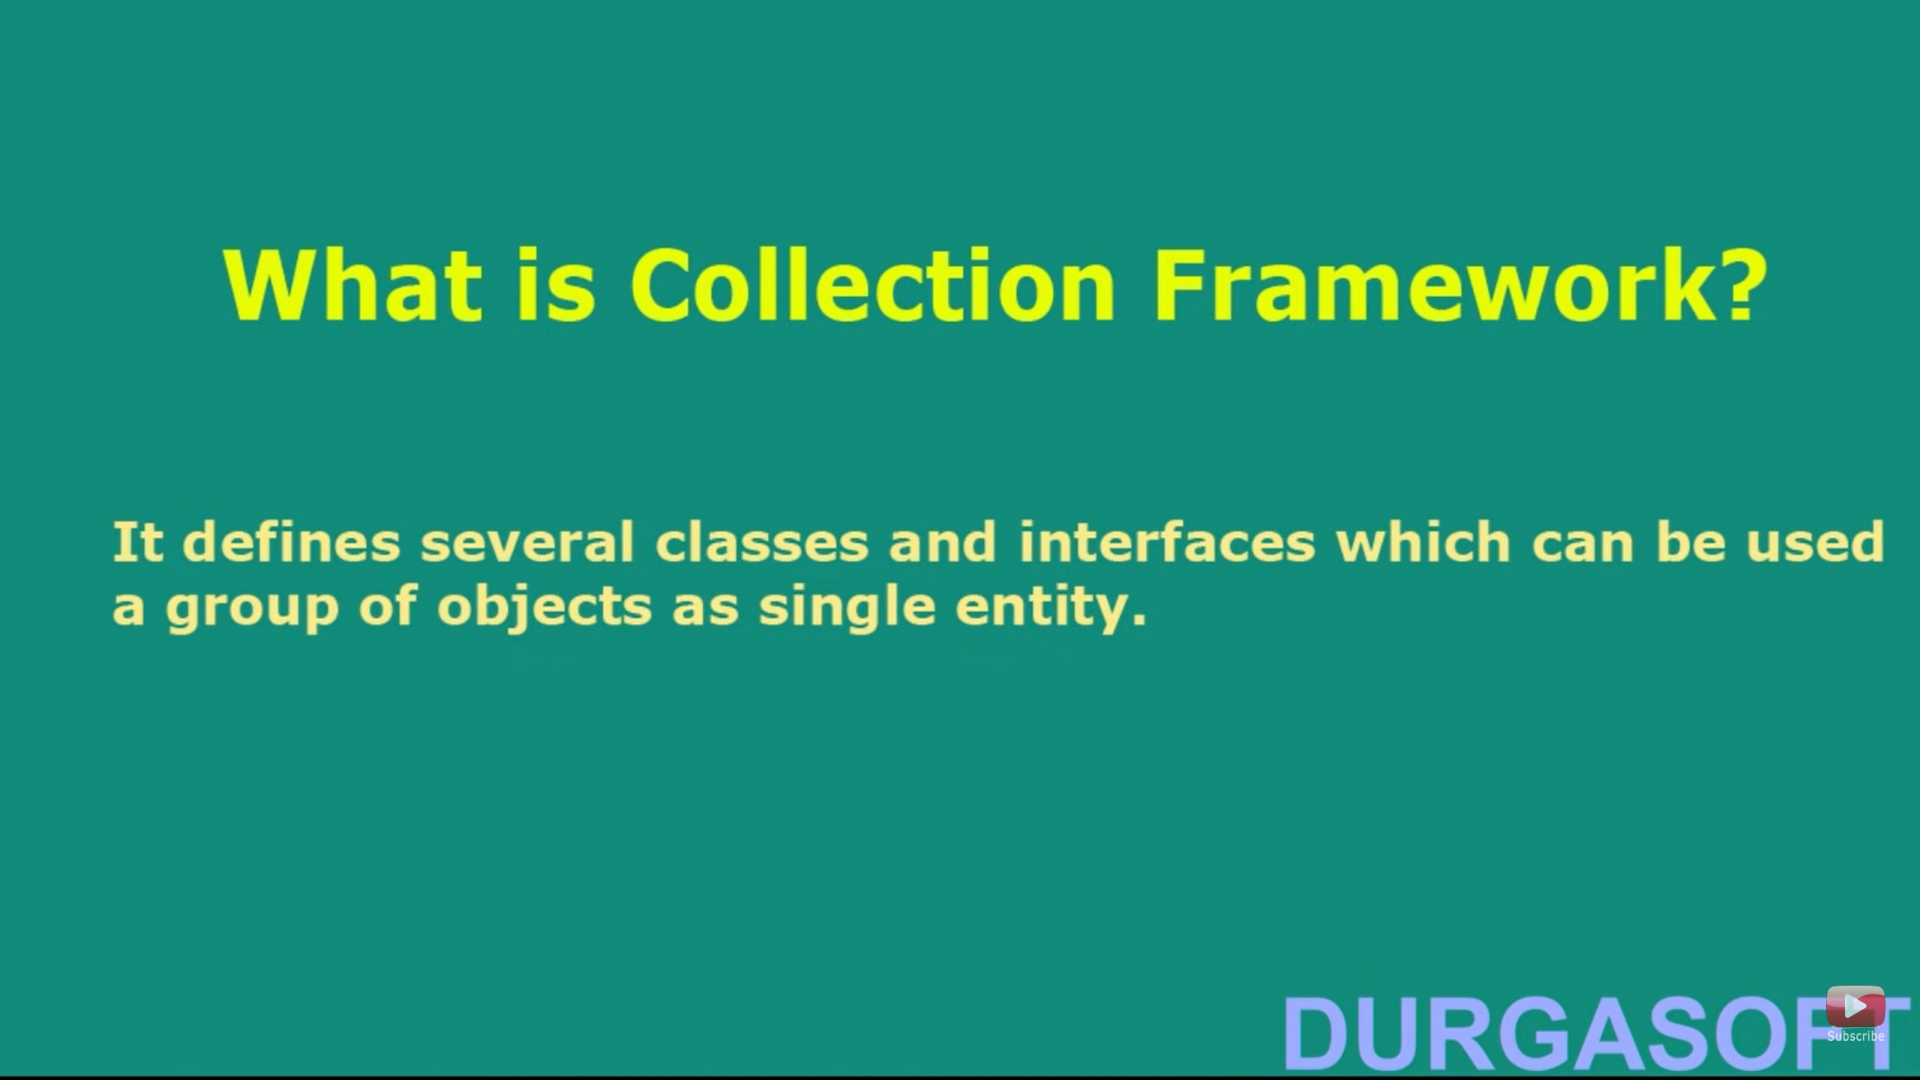 What is Collection Framework?
It defines several classes and interfaces which can be used
a group of objects as single entity.
DURGASOFT
Subscribe